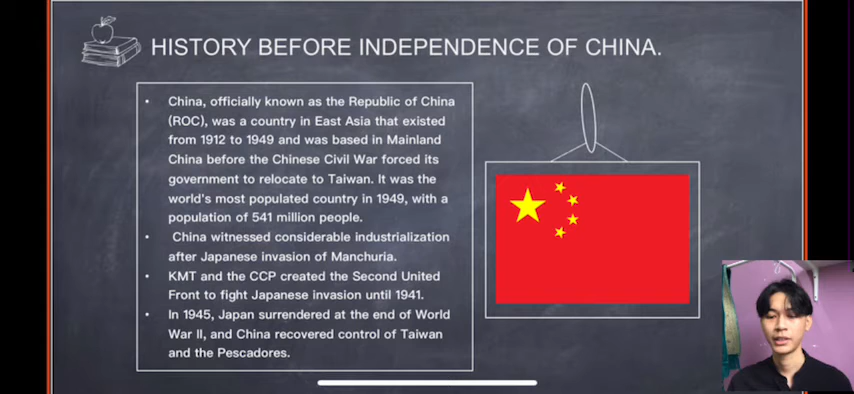 HISTORY BEFORE INDEPENDENCE OF CHINA.
• China, officially known as the Republic of China
(ROC), was a country in East Asia that existed
from 1912 to 1949 and was based in Mainland
China before the Chinese Civil War forced its
government to relocate to Taiwan. It was the
world's most populated country in 1949, with a
population of 541 million people.
• China witnessed considerable industrialization
after Japanese invasion of Manchuria.
• KMT and the CCP created the Second United
Front to fight Japanese invasion until 1941.
• In 1945, Japan surrendered at the end of World
War II, and China recovered control of Taiwan
and the Pescadores.